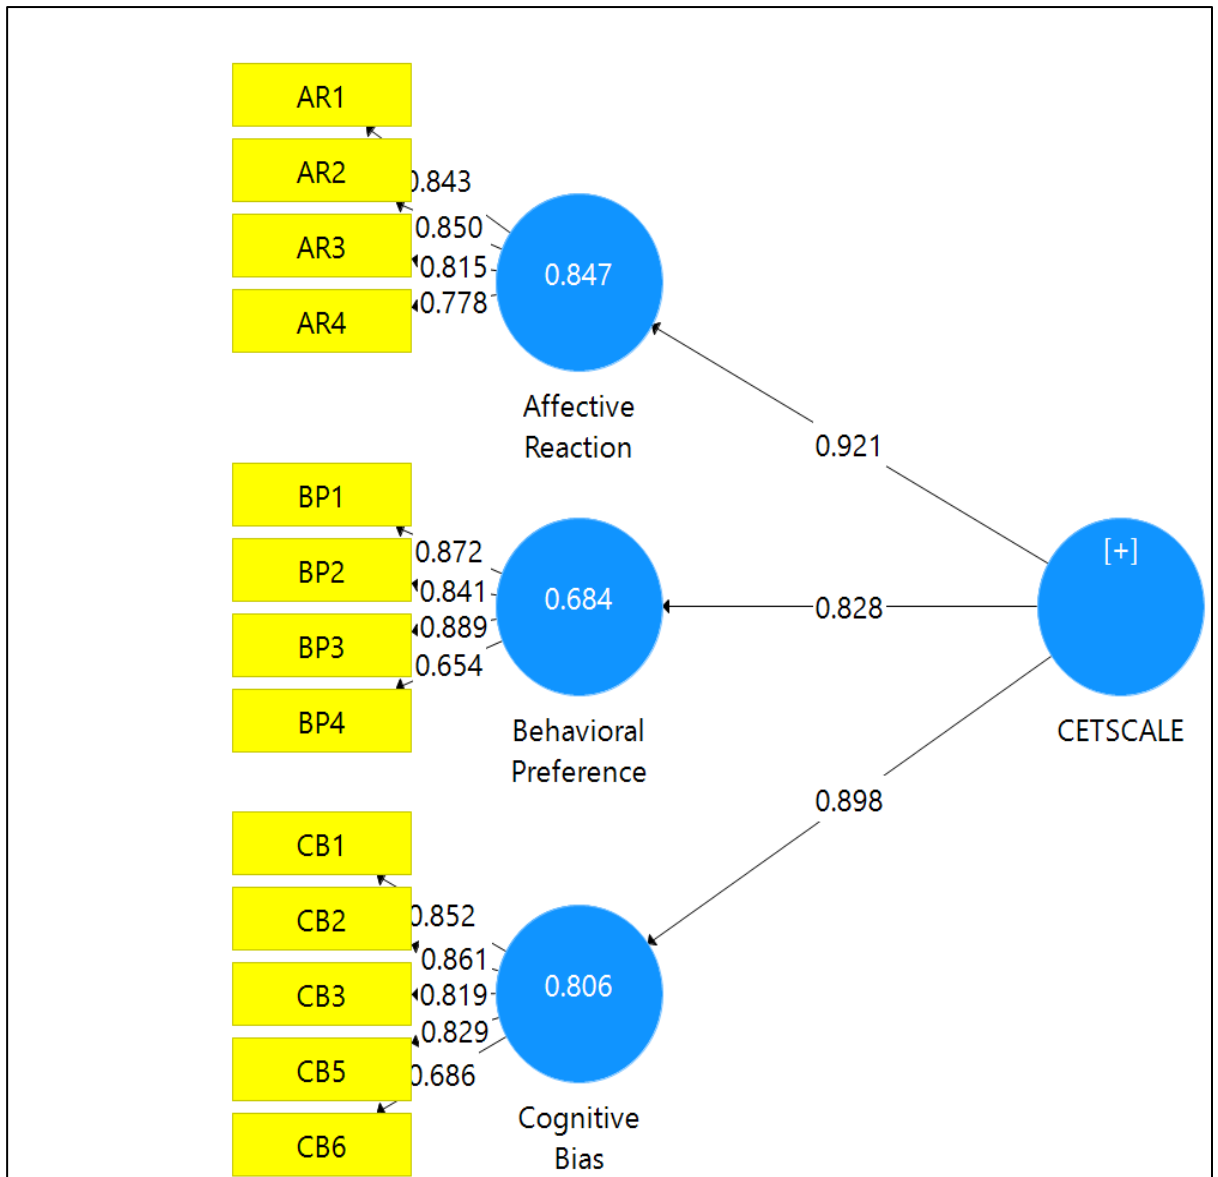 AR1
AR2
AR3
AR4
0.843
0.850
0.815
0.778
0.847
Affective
Reaction
0.921
BP1
BP2
BP3
BP4
0.872
0.841
0.889
0.654
0.684
Behavioral
Preference
0.828
[+]
CETSCALE
0.898
CB1
CB2
CB3
CB5
CB6
0.852
0.861
0.819
0.829
0.686
0.806
Cognitive
Bias